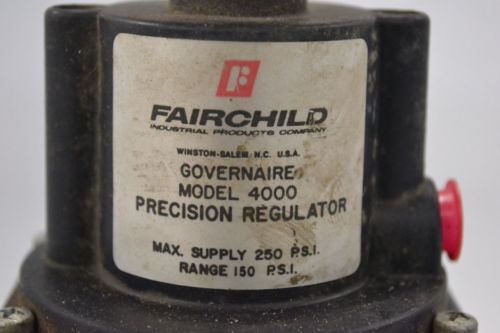 FAIRCHILD
INDUSTRIAL PRODUCTS COMPANY
WINSTON-SALEM N.C. U.S.A.
GOVERNAIRE
MODEL 4000
PRECISION REGULATOR
MAX. SUPPLY 250 P.S.I.
RANGE 150 P.S.I.